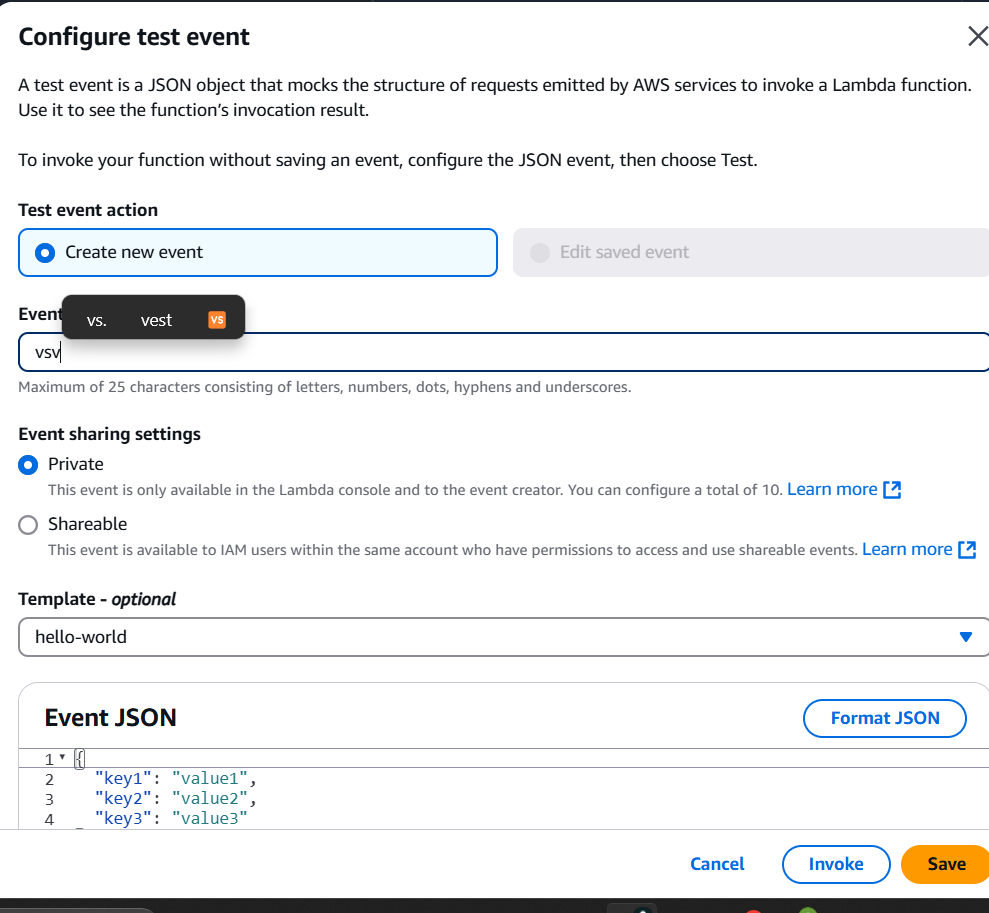 Configure test event
A test event is a JSON object that mocks the structure of requests emitted by AWS services to invoke a Lambda function.
Use it to see the function's invocation result.
To invoke your function without saving an event, configure the JSON event, then choose Test.
Test event action
Create new event
Edit saved event
Event
vs. vest VS
vsv
Maximum of 25 characters consisting of letters, numbers, dots, hyphens and underscores.
Event sharing settings
Private
This event is only available in the Lambda console and to the event creator. You can configure a total of 10. Learn more
Shareable
This event is available to IAM users within the same account who have permissions to access and use shareable events. Learn more
Template - optional
hello-world
Event JSON
Format JSON
1 {
2 "key1": "value1",
3 "key2": "value2",
4 "key3": "value3"
Cancel
Invoke
Save